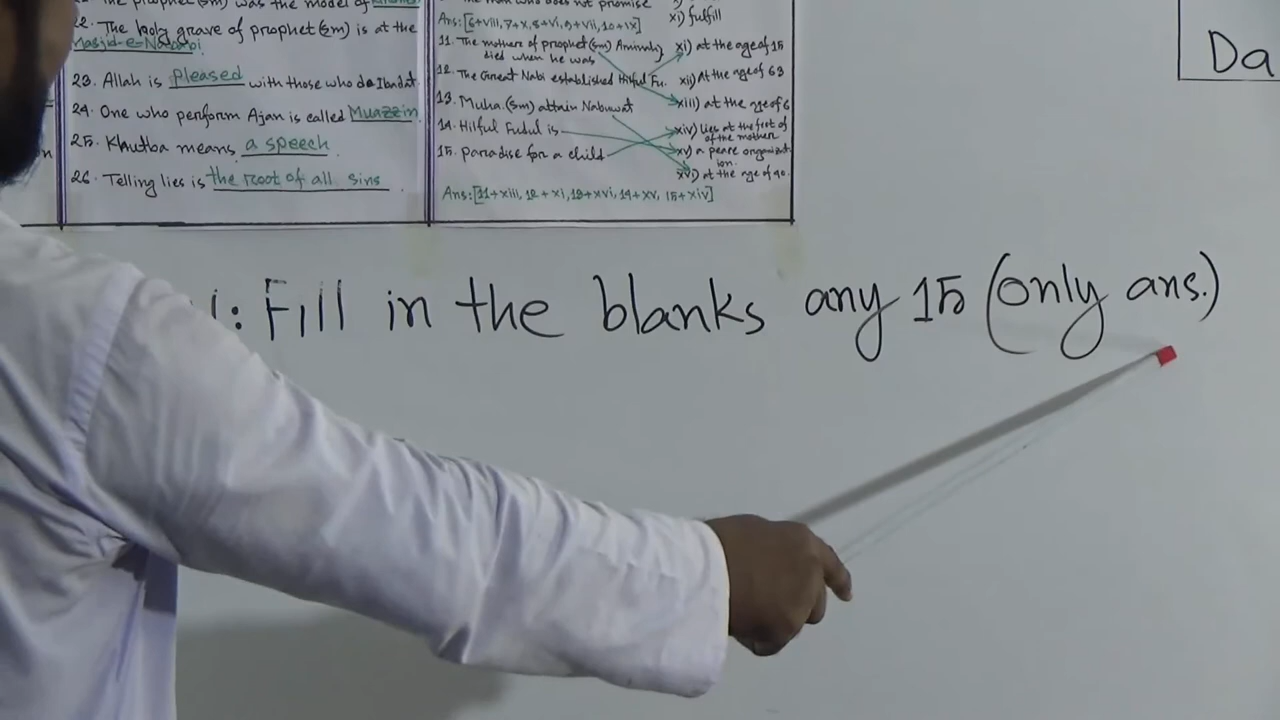 The prophet(sm) was the model of
22. The holy grave of prophet (sm) is at the
Masjid-e-Nababi.
23. Allah is pleased with those who do Ibadat.
24. One who perform Ajan is called Muazzin
25. Khutba means a speech.
26. Telling lies is the root of all sins
who does not promise
Ans:[6+viii, 7+x, 8+vi, 9+vii, 10+ix]
x) fulfill
11. The mother of prophet (sm) Aminah
died when he was
xi) at the age of 15
12. The Great Nabi established Hilful Fu.
xii) At the age of 63
13. Muha. (sm) attain Nabuwat
xiii) at the age of 6
14. Hilful Fudul is
xiv) lies at the feet of
of the mother
15. Paradise for a child
xv) a peace organizat-
ion.
xvi) at the age of 40.
Ans:[11+xiii, 12+xi, 13+xvi, 14+xv, 15+xiv]
Da
1: Fill in the blanks any 15 (only ans.)